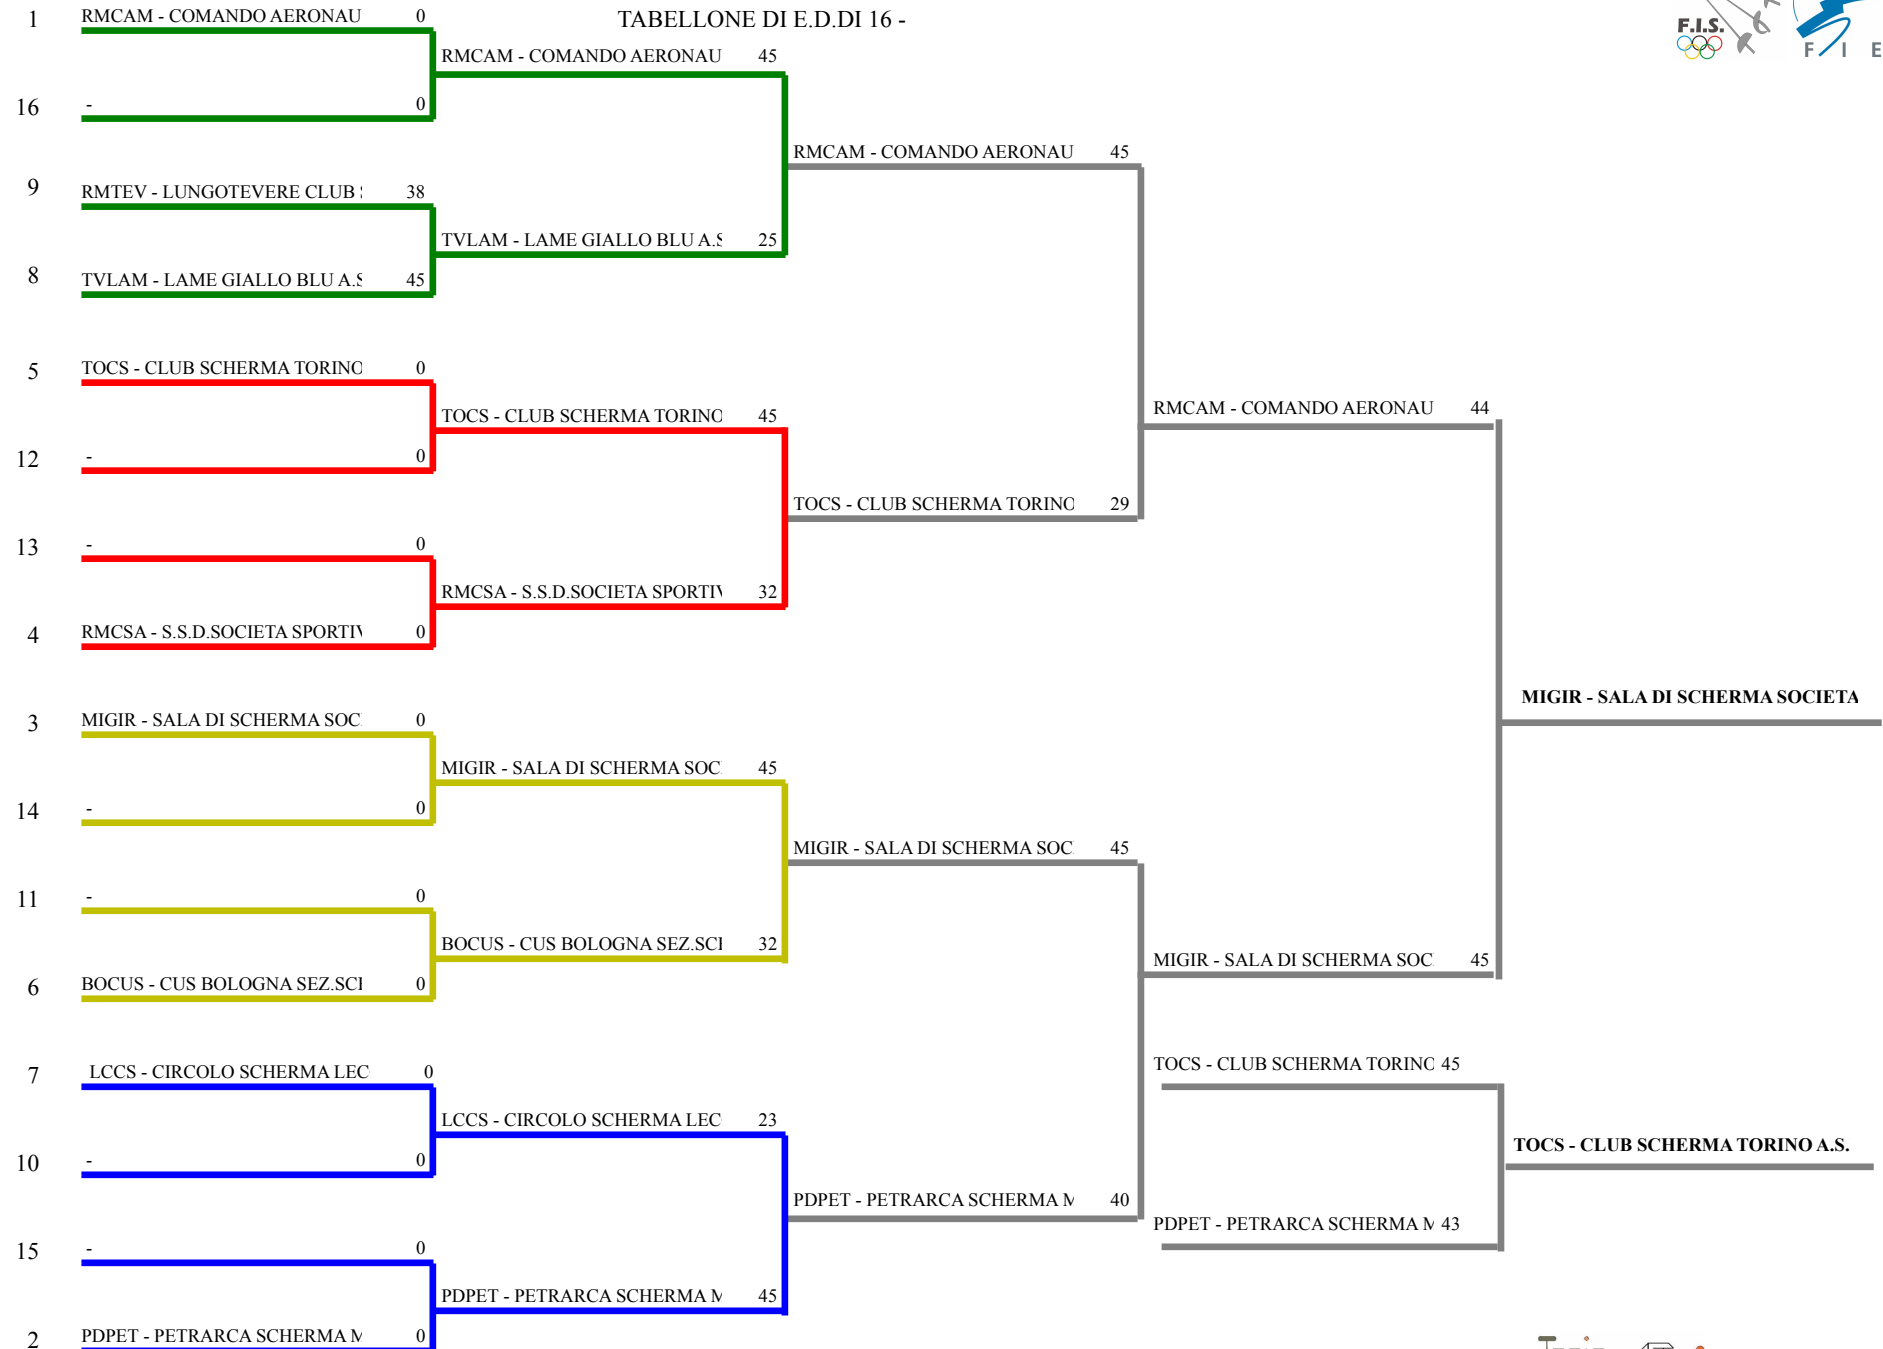 TABELLONE DI E.D.DI 16 -
F.I.S.
F I E
1 RMCAM - COMANDO AERONAU 0
RMCAM - COMANDO AERONAU 45
16 - 0
RMCAM - COMANDO AERONAU 45
9 RMTEV - LUNGOTEVERE CLUB 38
TVLAM - LAME GIALLO BLU A.S 25
8 TVLAM - LAME GIALLO BLU A.S 45
5 TOCS - CLUB SCHERMA TORINO 0
RMCAM - COMANDO AERONAU 44
TOCS - CLUB SCHERMA TORINO 45
12 - 0
TOCS - CLUB SCHERMA TORINO 29
13 - 0
RMCSA - S.S.D.SOCIETA SPORTIV 32
4 RMCSA - S.S.D.SOCIETA SPORTIV 0
MIGIR - SALA DI SCHERMA SOCIETA
3 MIGIR - SALA DI SCHERMA SOC 0
MIGIR - SALA DI SCHERMA SOC 45
14 - 0
MIGIR - SALA DI SCHERMA SOC 45
11 - 0
BOCUS - CUS BOLOGNA SEZ.SCH 32
MIGIR - SALA DI SCHERMA SOC 45
6 BOCUS - CUS BOLOGNA SEZ.SCH 0
TOCS - CLUB SCHERMA TORINO 45
7 LCCS - CIRCOLO SCHERMA LEC 0
LCCS - CIRCOLO SCHERMA LEC 23
TOCS - CLUB SCHERMA TORINO A.S.
10 - 0
PDPET - PETRARCA SCHERMA M 40
PDPET - PETRARCA SCHERMA M 43
15 - 0
PDPET - PETRARCA SCHERMA M 45
2 PDPET - PETRARCA SCHERMA M 0